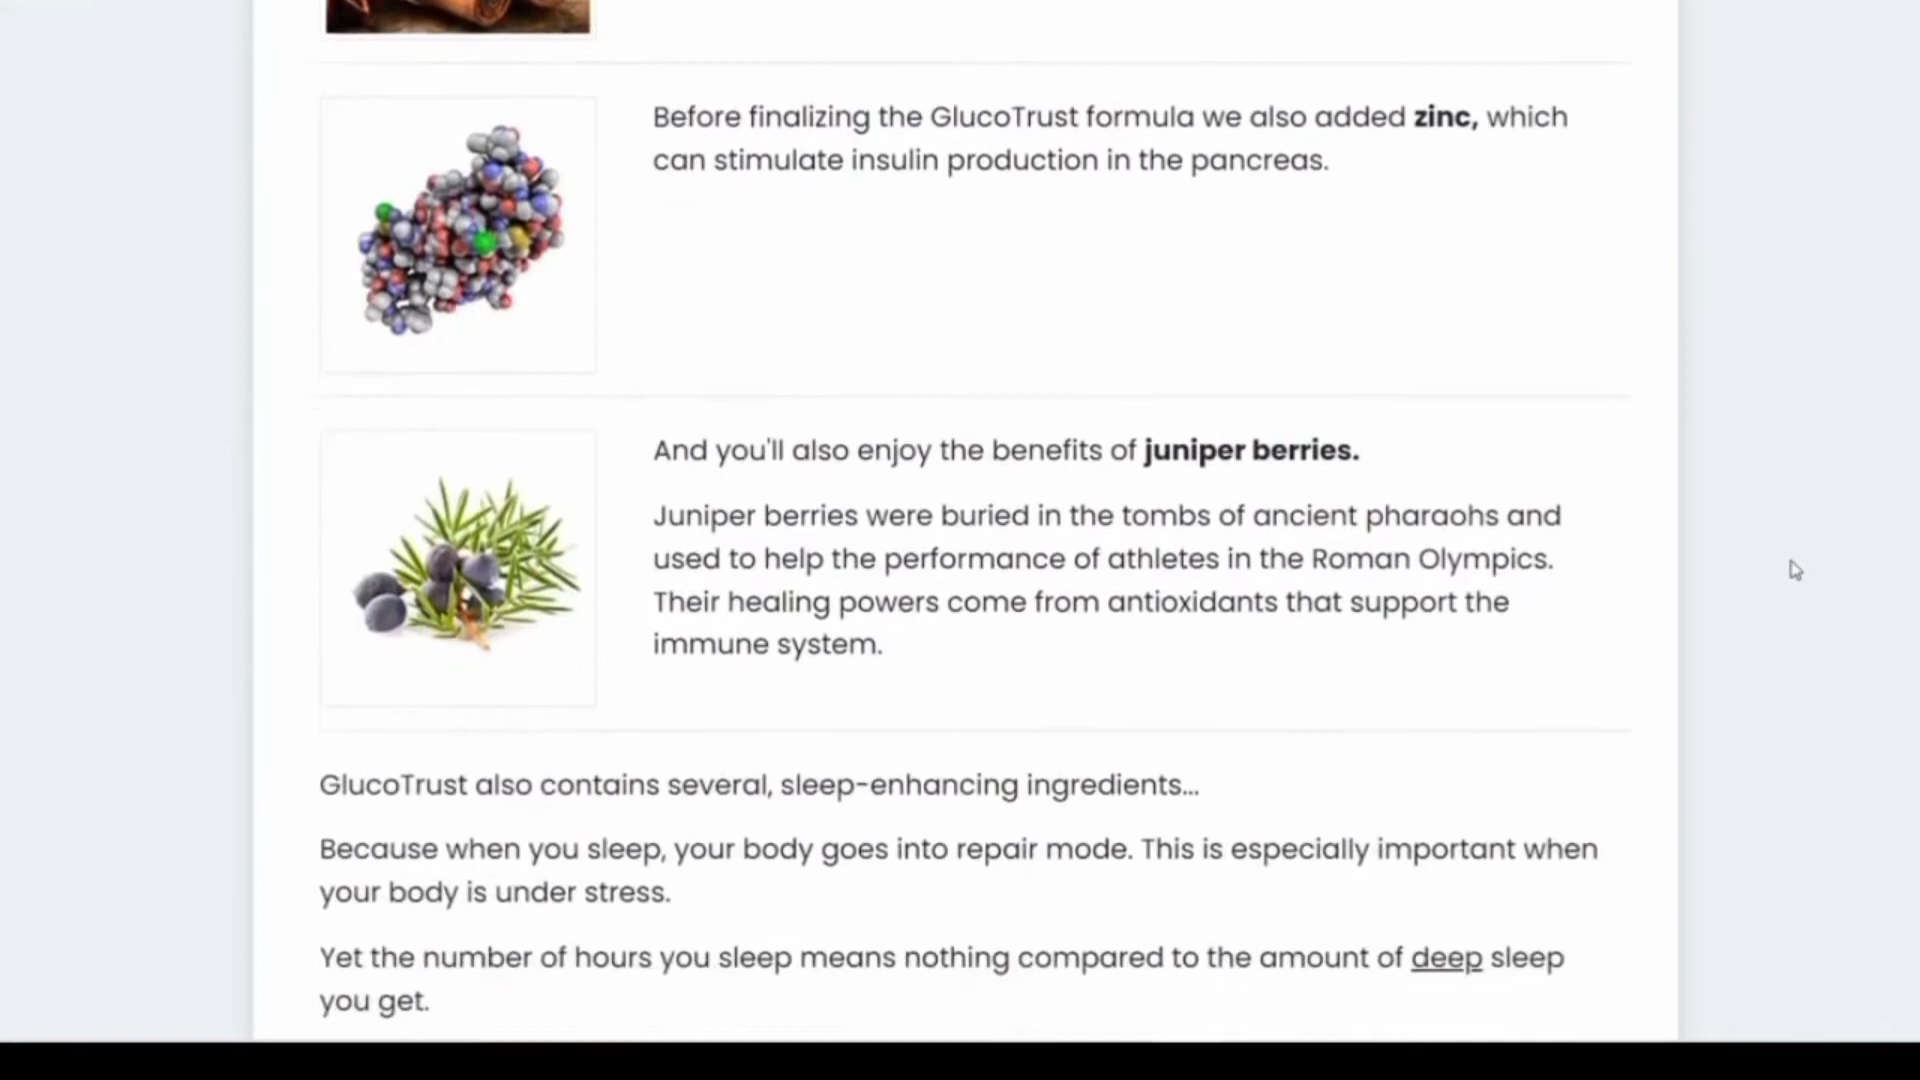 Before finalizing the GlucoTrust formula we also added zinc, which
can stimulate insulin production in the pancreas.
And you'll also enjoy the benefits of juniper berries.
Juniper berries were buried in the tombs of ancient pharaohs and
used to help the performance of athletes in the Roman Olympics.
Their healing powers come from antioxidants that support the
immune system.
GlucoTrust also contains several, sleep-enhancing ingredients...
Because when you sleep, your body goes into repair mode. This is especially important when
your body is under stress.
Yet the number of hours you sleep means nothing compared to the amount of deep sleep
you get.